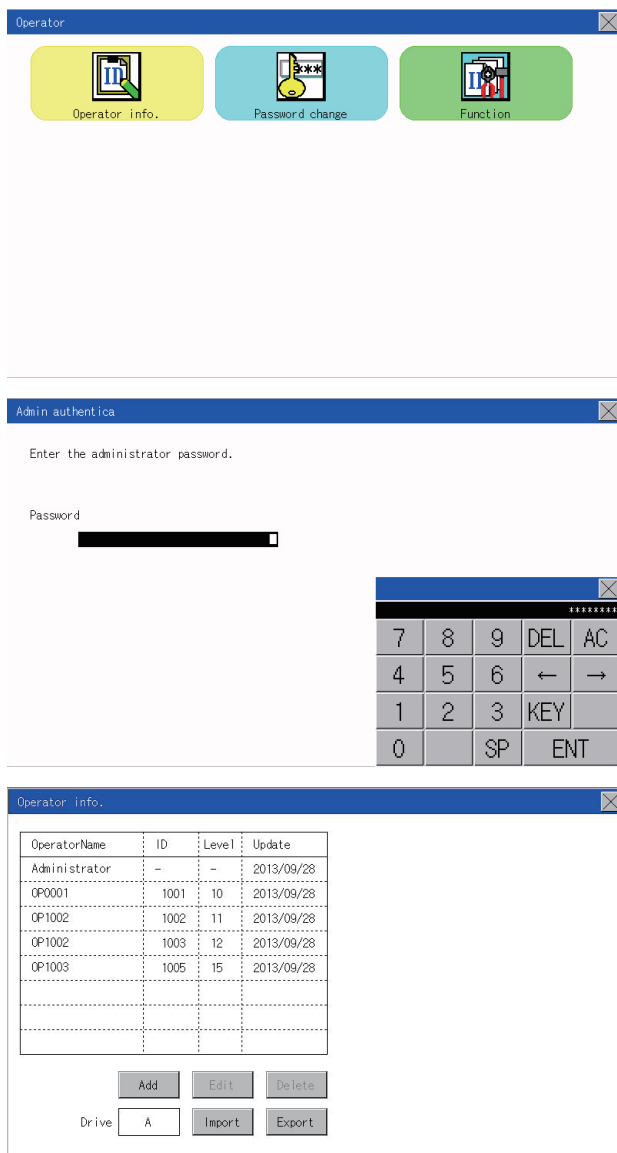 Operator
ID *** ID
Operator info. Password change Function
Admin authentica
Enter the administrator password.
Password
********
7 8 9 DEL AC
4 5 6 ← →
1 2 3 KEY
0 SP ENT
Operator info.
OperatorName ID Level Update
Administrator - - 2013/09/28
OP0001 1001 10 2013/09/28
OP1002 1002 11 2013/09/28
OP1002 1003 12 2013/09/28
OP1003 1005 15 2013/09/28
Add Edit Delete
Drive A Import Export